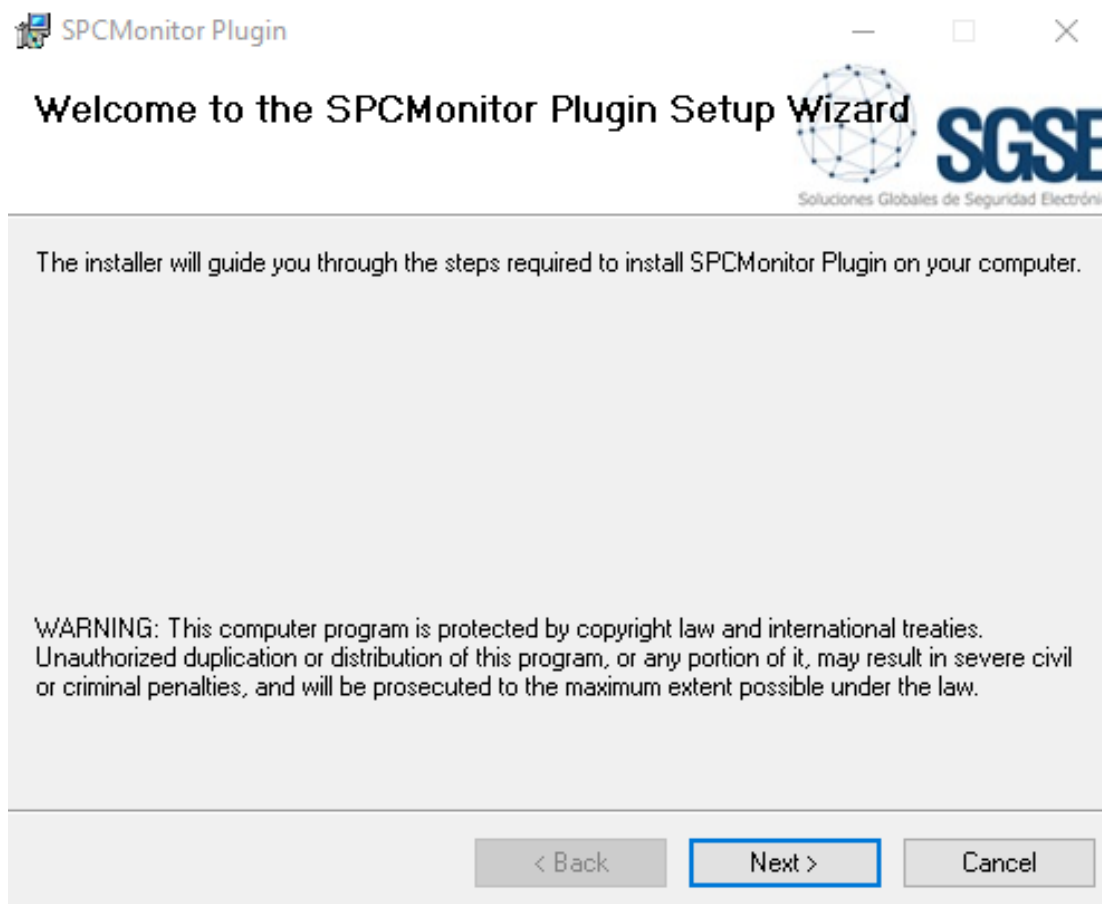 SPCMonitor Plugin
Welcome to the SPCMonitor Plugin Setup Wizard
SGSE
Soluciones Globales de Seguridad Electróni
The installer will guide you through the steps required to install SPCMonitor Plugin on your computer.
WARNING: This computer program is protected by copyright law and international treaties.
Unauthorized duplication or distribution of this program, or any portion of it, may result in severe civil
or criminal penalties, and will be prosecuted to the maximum extent possible under the law.
< Back
Next >
Cancel